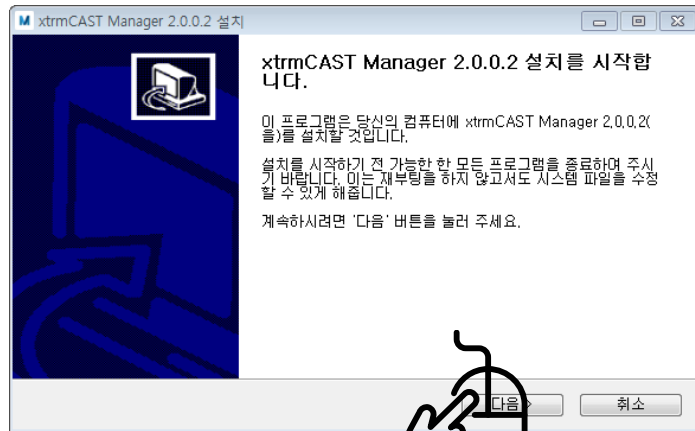 M xtrmCAST Manager 2.0.0.2 설치
xtrmCAST Manager 2.0.0.2 설치를 시작합
니다.
이 프로그램은 당신의 컴퓨터에 xtrmCAST Manager 2.0.0.2(
을)를 설치할 것입니다.
설치를 시작하기 전 가능한 한 모든 프로그램을 종료하여 주시
기 바랍니다. 이는 재부팅을 하지 않고서도 시스템 파일을 수정
할 수 있게 해줍니다.
계속하시려면 '다음' 버튼을 눌러 주세요.
다음 > 취소